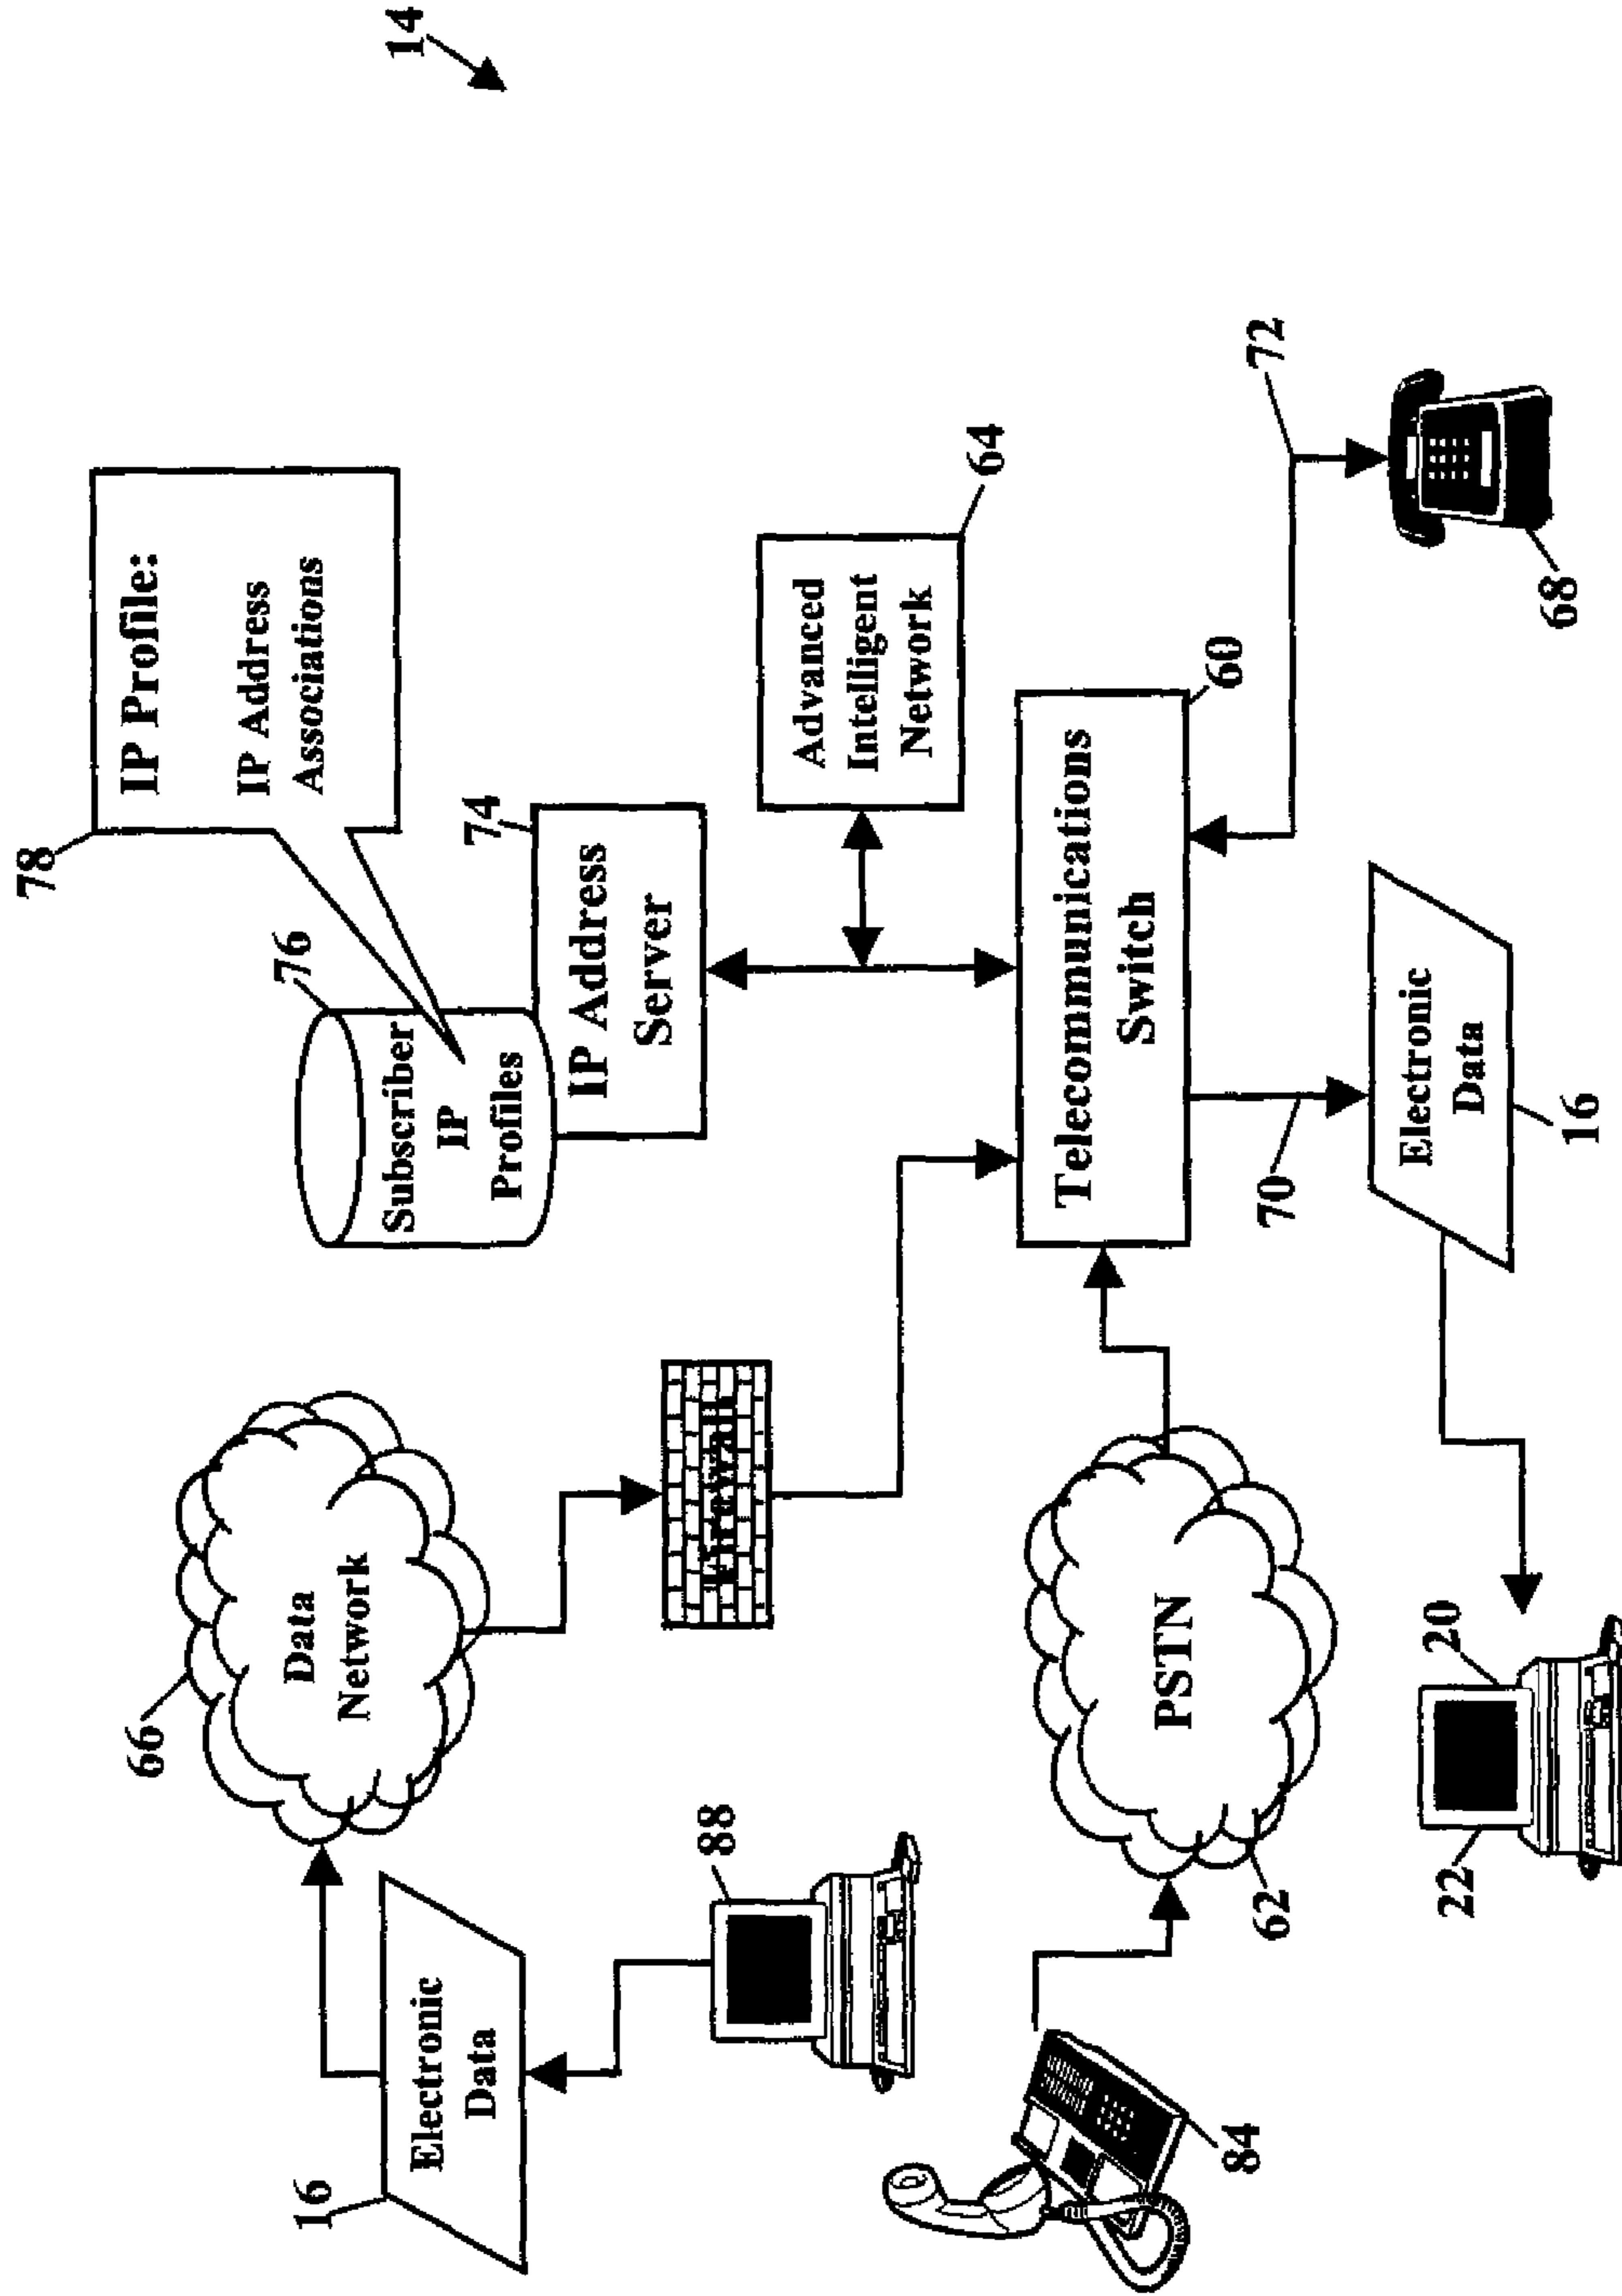 14
78
IP Profile:
IP Address
Associations
76
Subscriber
IP
Profiles
74
IP Address
Server
Advanced
Intelligent
Network
64
66
Data
Network
16
Electronic
Data
88
Firewall
Telecommunications
Switch
60
72
68
PSTN
62
84
70
Electronic
Data
16
20
22